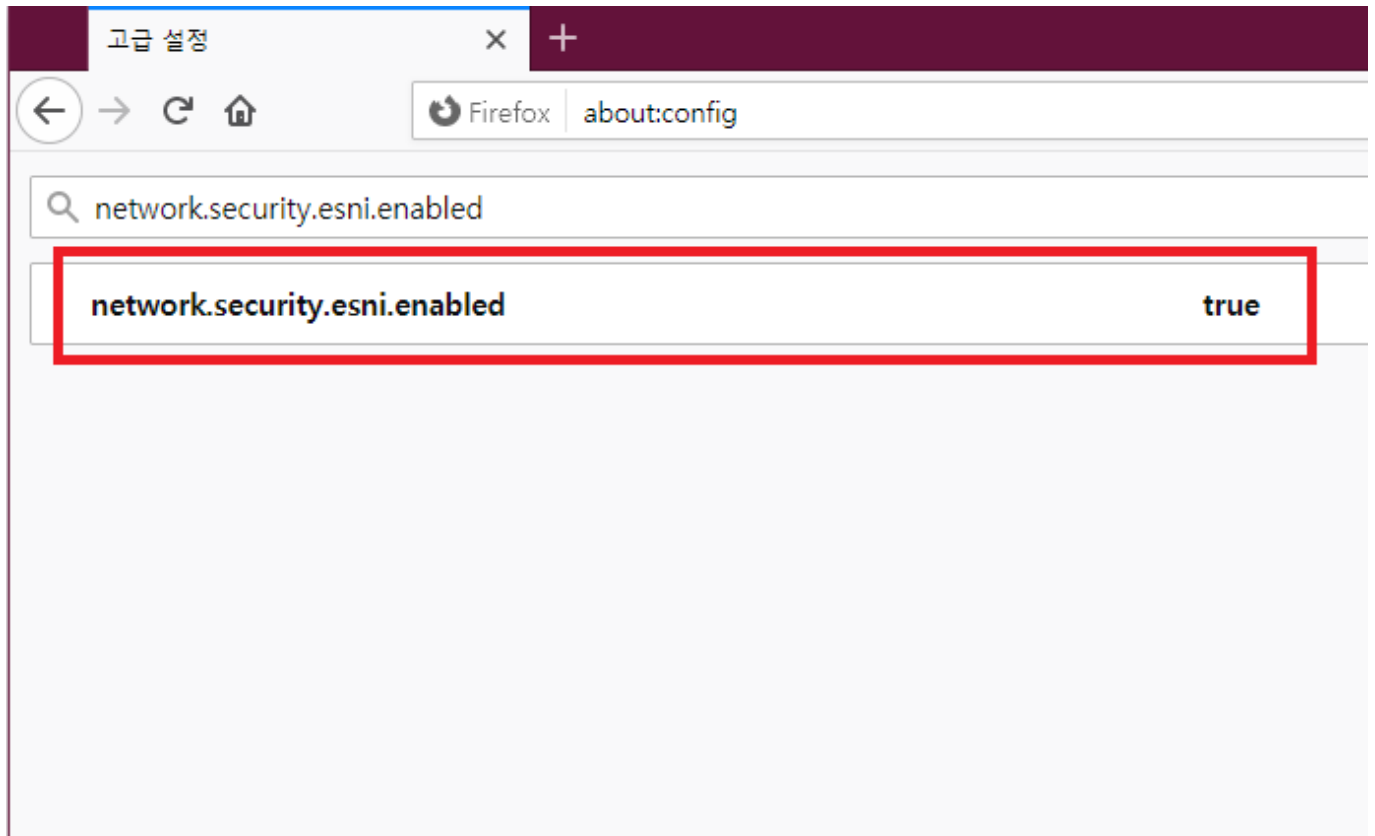 고급 설정
Firefox about:config
network.security.esni.enabled
network.security.esni.enabled true